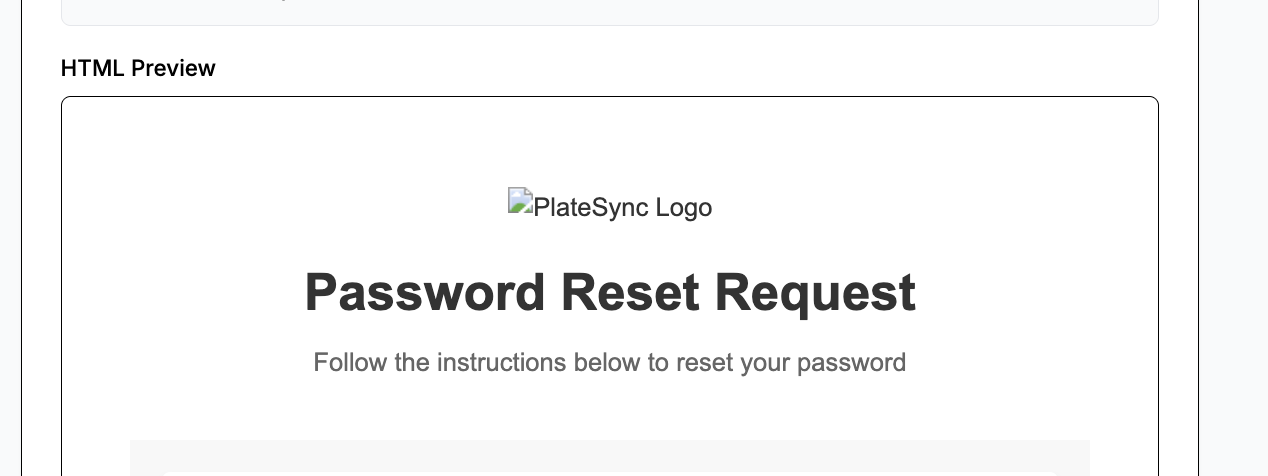 HTML Preview
PlateSync Logo
Password Reset Request
Follow the instructions below to reset your password